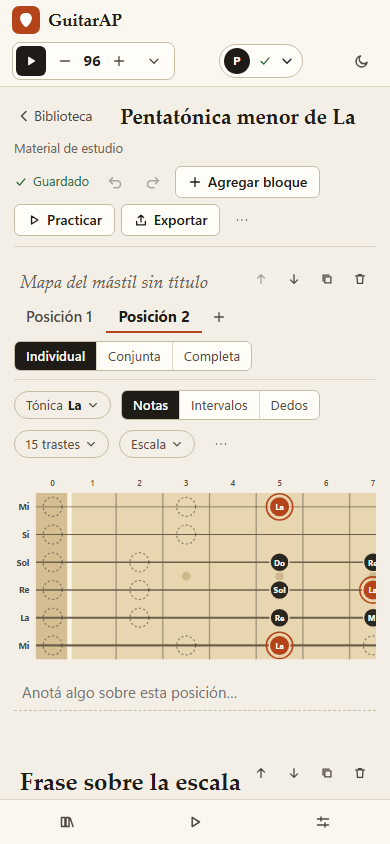 GuitarAP
96
P
Biblioteca
Pentatónica menor de La
Material de estudio
Guardado
Agregar bloque
Practicar
Exportar
Mapa del mástil sin título
Posición 1
Posición 2
Individual
Conjunta
Completa
Tónica La
Notas
Intervalos
Dedos
15 trastes
Escala
0 1 2 3 4 5 6 7
Mi La
Si
Sol Do
Re Sol
La Re
Mi La
Anotá algo sobre esta posición...
Frase sobre la escala